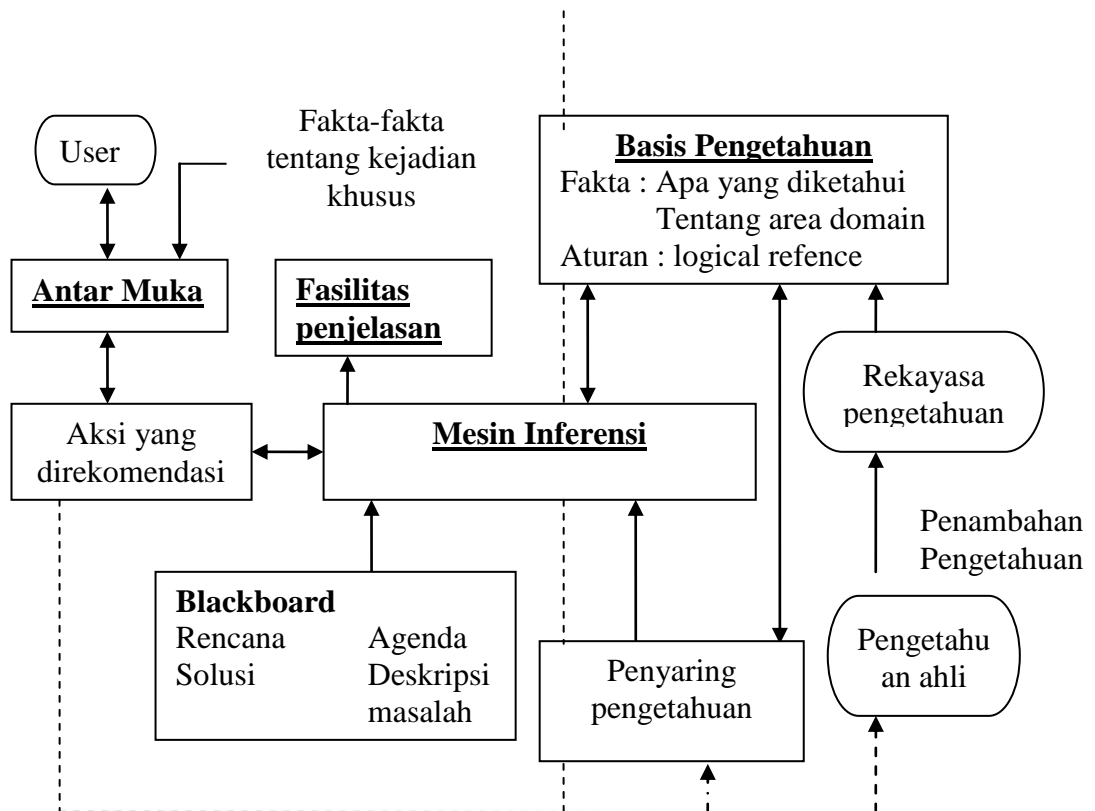 User
Fakta-fakta
tentang kejadian
khusus
Basis Pengetahuan
Fakta : Apa yang diketahui
Tentang area domain
Aturan : logical refence
Antar Muka
Fasilitas
penjelasan
Rekayasa
pengetahuan
Aksi yang
direkomendasi
Mesin Inferensi
Penambahan
Pengetahuan
Blackboard
Rencana Agenda
Solusi Deskripsi
masalah
Penyaring
pengetahuan
Pengetahu
an ahli